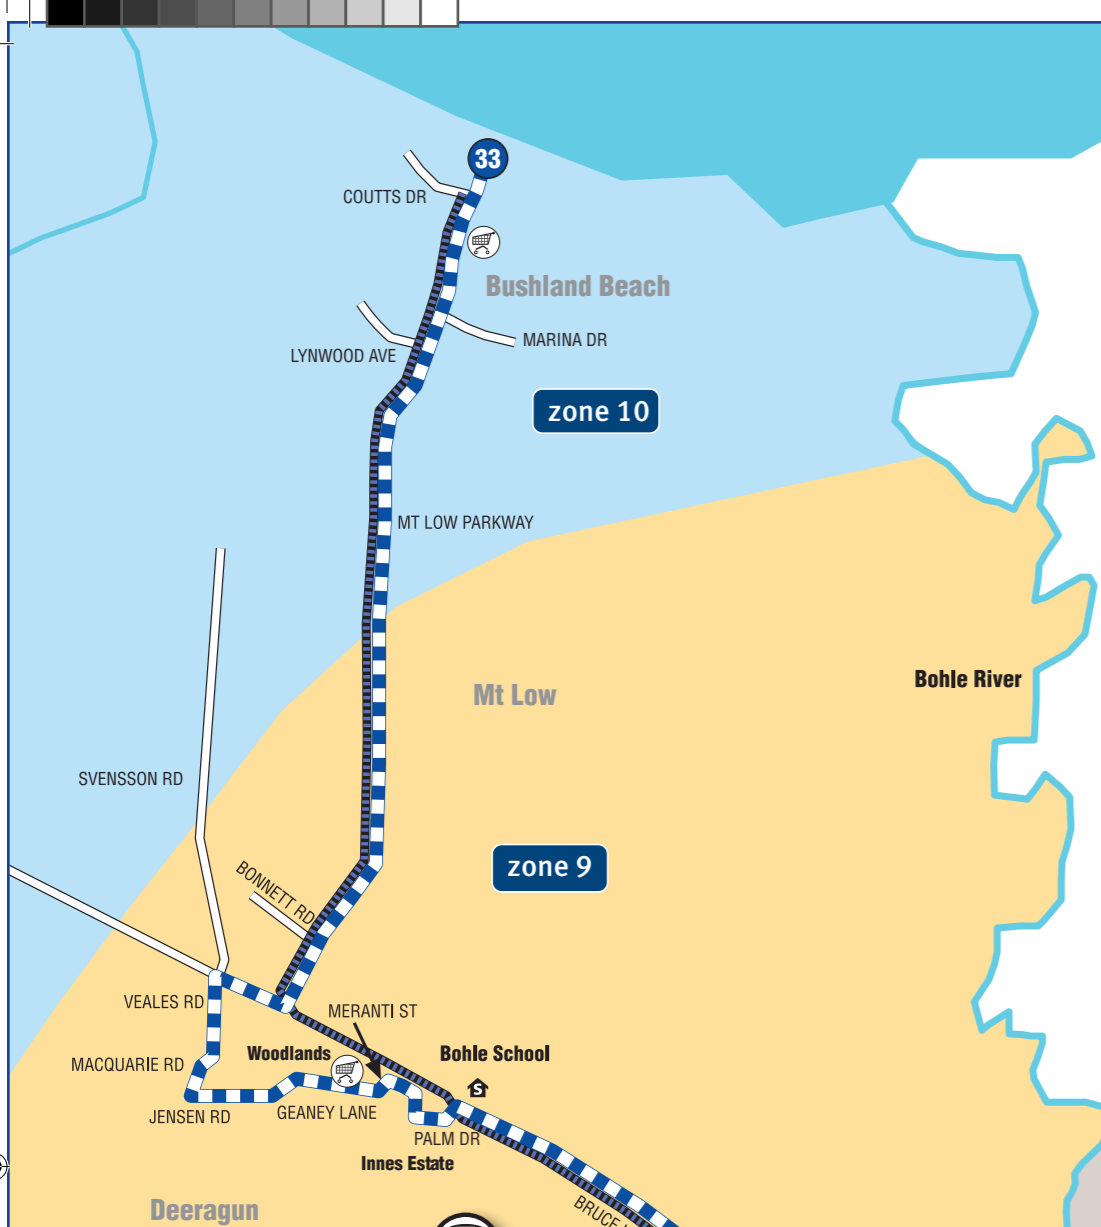 33
COUTTS DR
Bushland Beach
MARINA DR
LYNWOOD AVE
zone 10
MT LOW PARKWAY
Bohle River
Mt Low
SVENSSON RD
zone 9
BONNETT RD
VEALES RD
MERANTI ST
Woodlands
Bohle School
MACQUARIE RD
S
GEANEY LANE
JENSEN RD
PALM DR
Innes Estate
Deeragun
BRUCE